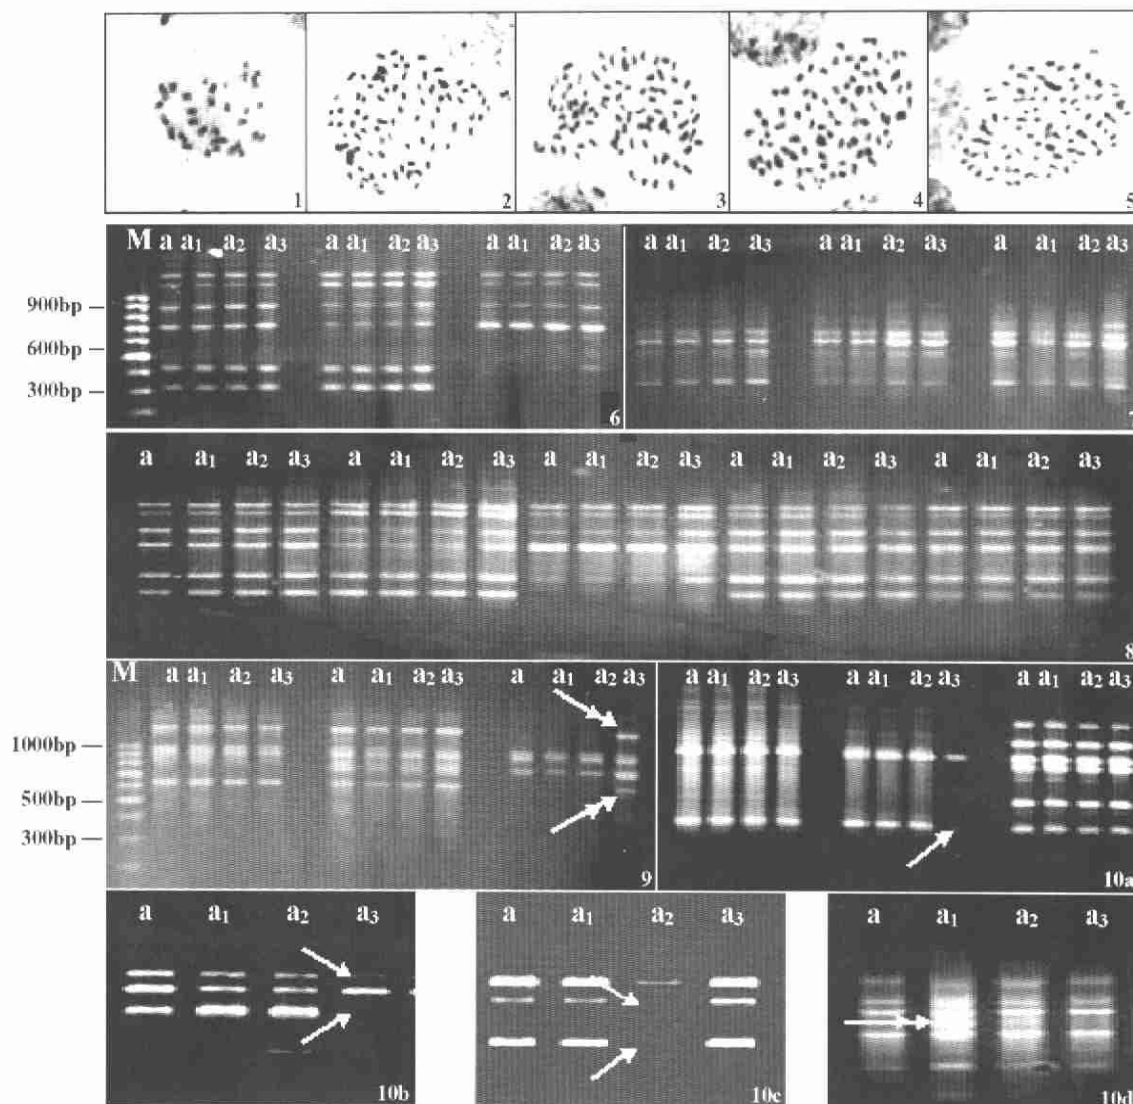 1 2 3 4 5
M a a1 a2 a3 a a1 a2 a3 a a1 a2 a3 a a1 a2 a3 a a1 a2 a3 a a1 a2 a3
900bp
600bp
300bp
6 7
a a1 a2 a3 a a1 a2 a3 a a1 a2 a3 a a1 a2 a3 a a1 a2 a3
8
M a a1 a2 a3 a a1 a2 a3 a a1 a2 a3 a a1 a2 a3 a a1 a2 a3 a a1 a2 a3
1000bp
500bp
300bp
9 10a
a a1 a2 a3 a a1 a2 a3 a a1 a2 a3
10b 10c 10d